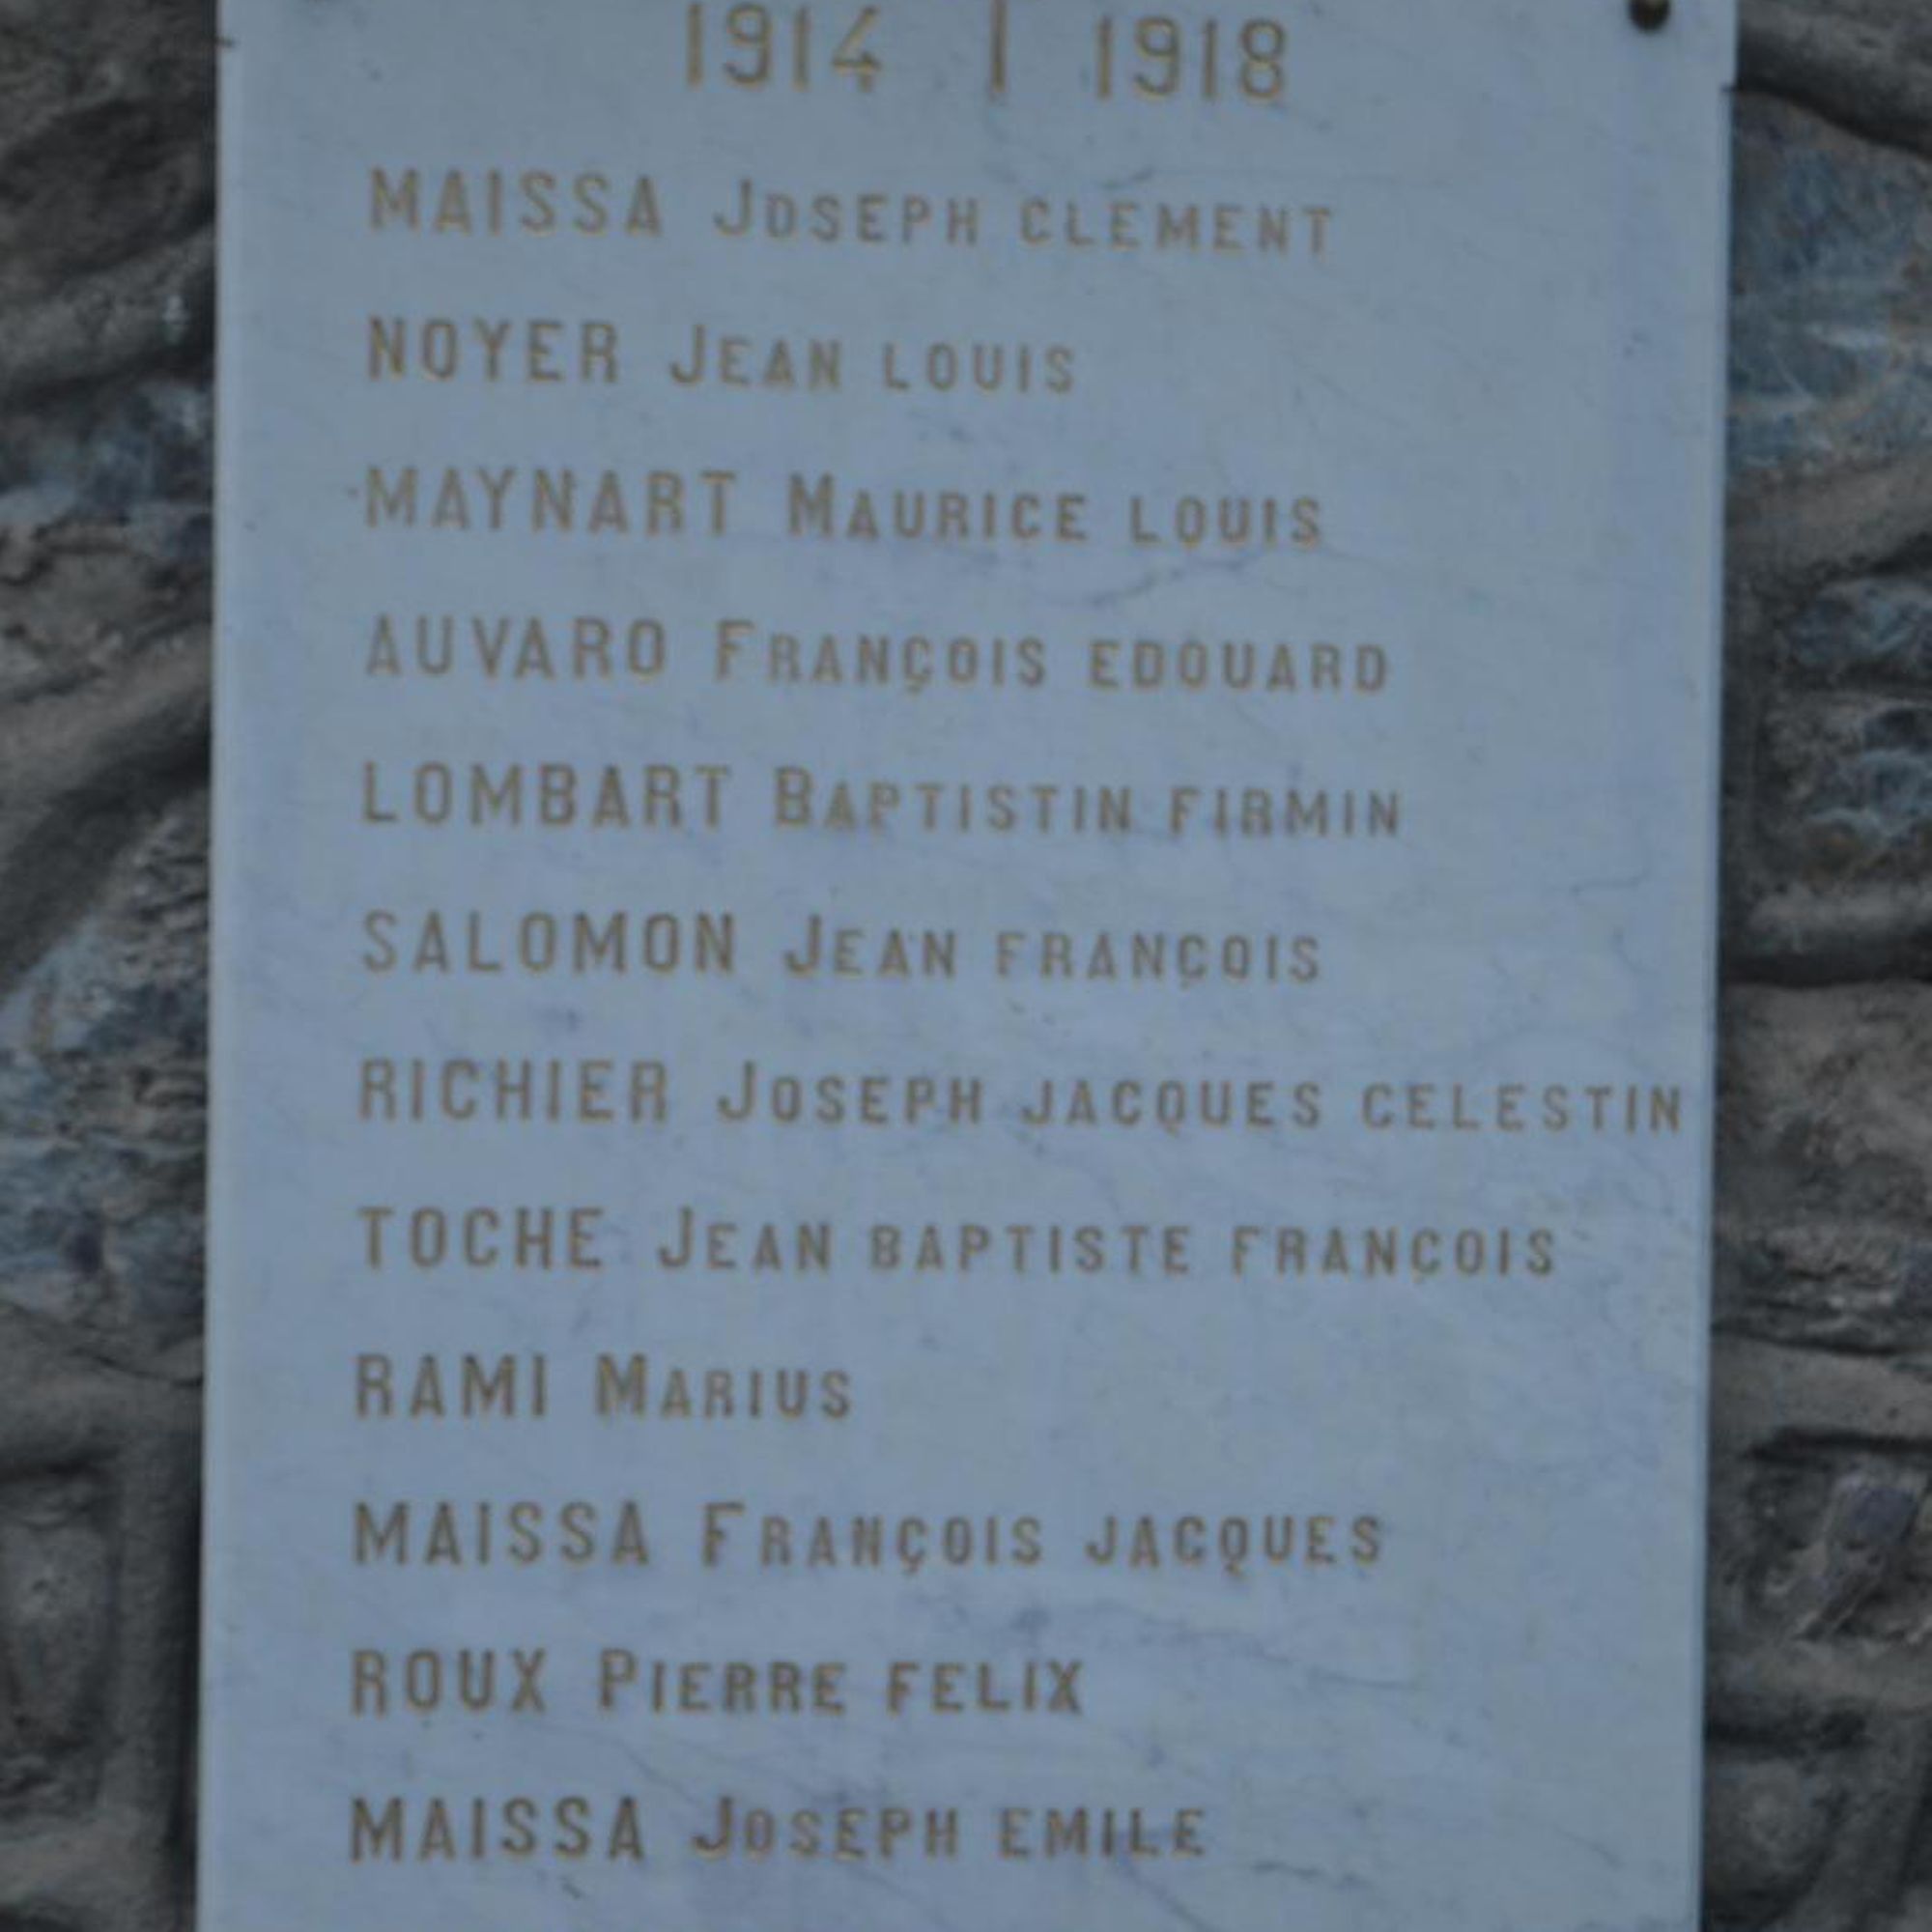 1914 1918
MAISSA JOSEPH CLEMENT
NOYER JEAN LOUIS
MAYNART MAURICE LOUIS
AUVARO FRANÇOIS EDOUARD
LOMBART BAPTISTIN FIRMIN
SALOMON JEAN FRANÇOIS
RICHIER JOSEPH JACQUES CELESTIN
TOCHE JEAN BAPTISTE FRANÇOIS
RAMI MARIUS
MAISSA FRANÇOIS JACQUES
ROUX PIERRE FELIX
MAISSA JOSEPH EMILE